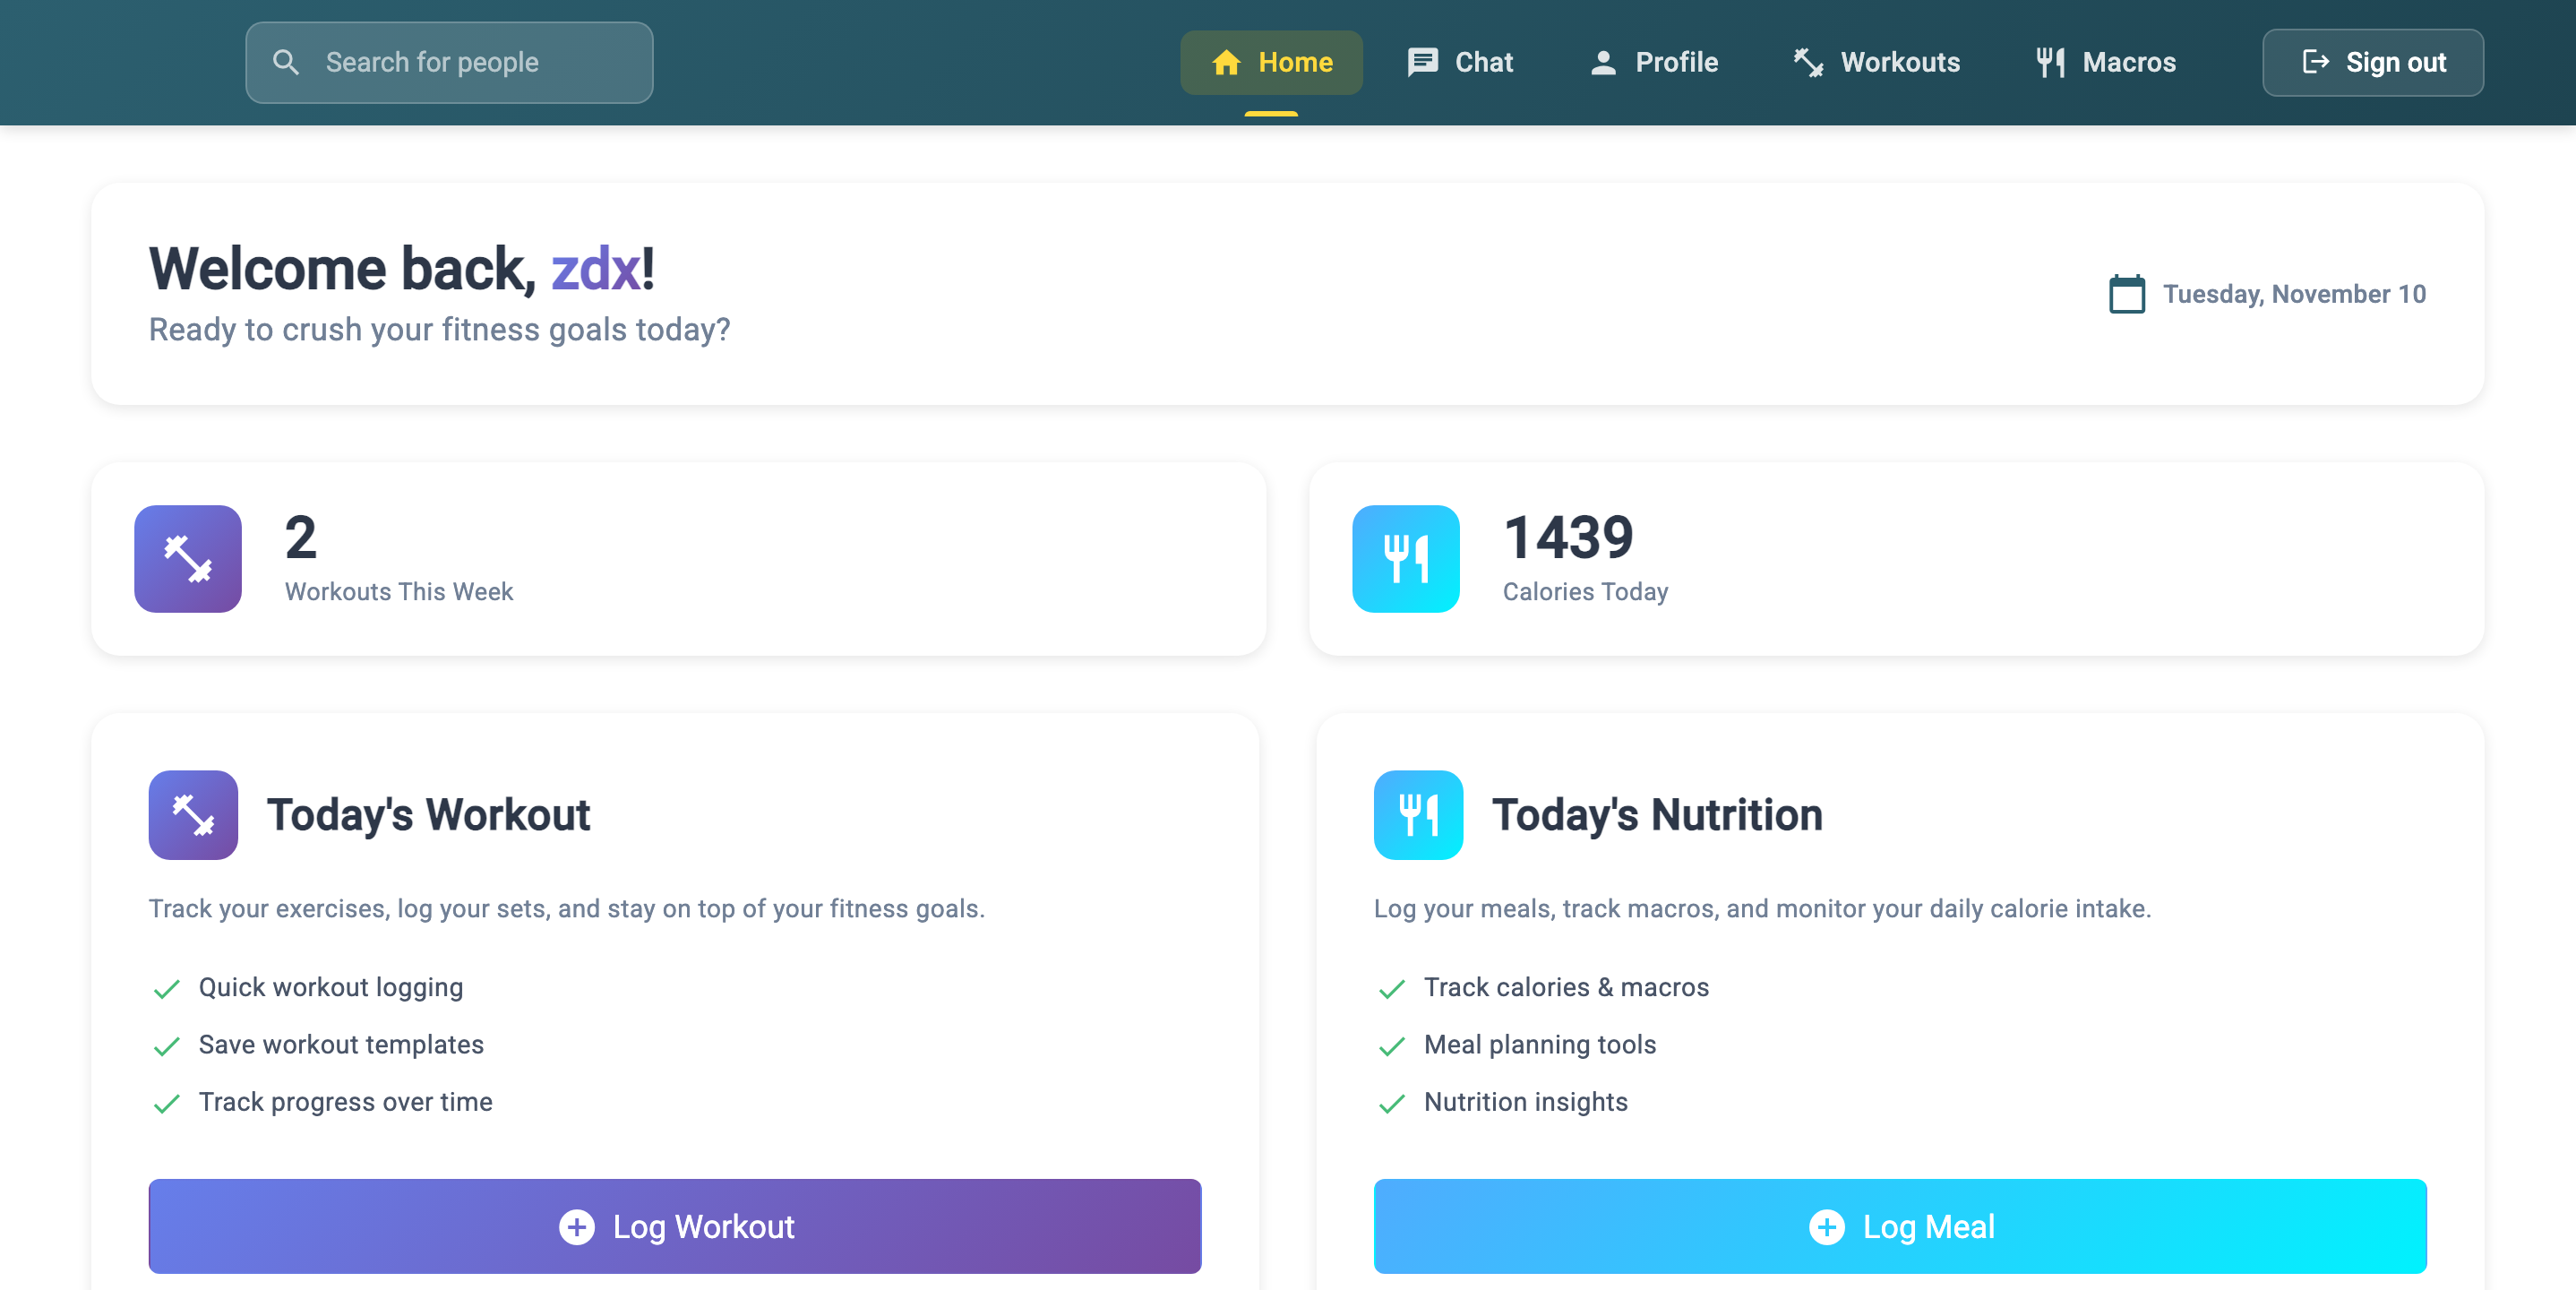 Search for people
Home
Chat
Profile
Workouts
Macros
Sign out
Welcome back, zdx!
Ready to crush your fitness goals today?
Tuesday, November 10
2
Workouts This Week
1439
Calories Today
Today's Workout
Track your exercises, log your sets, and stay on top of your fitness goals.
Quick workout logging
Save workout templates
Track progress over time
Log Workout
Today's Nutrition
Log your meals, track macros, and monitor your daily calorie intake.
Track calories & macros
Meal planning tools
Nutrition insights
Log Meal